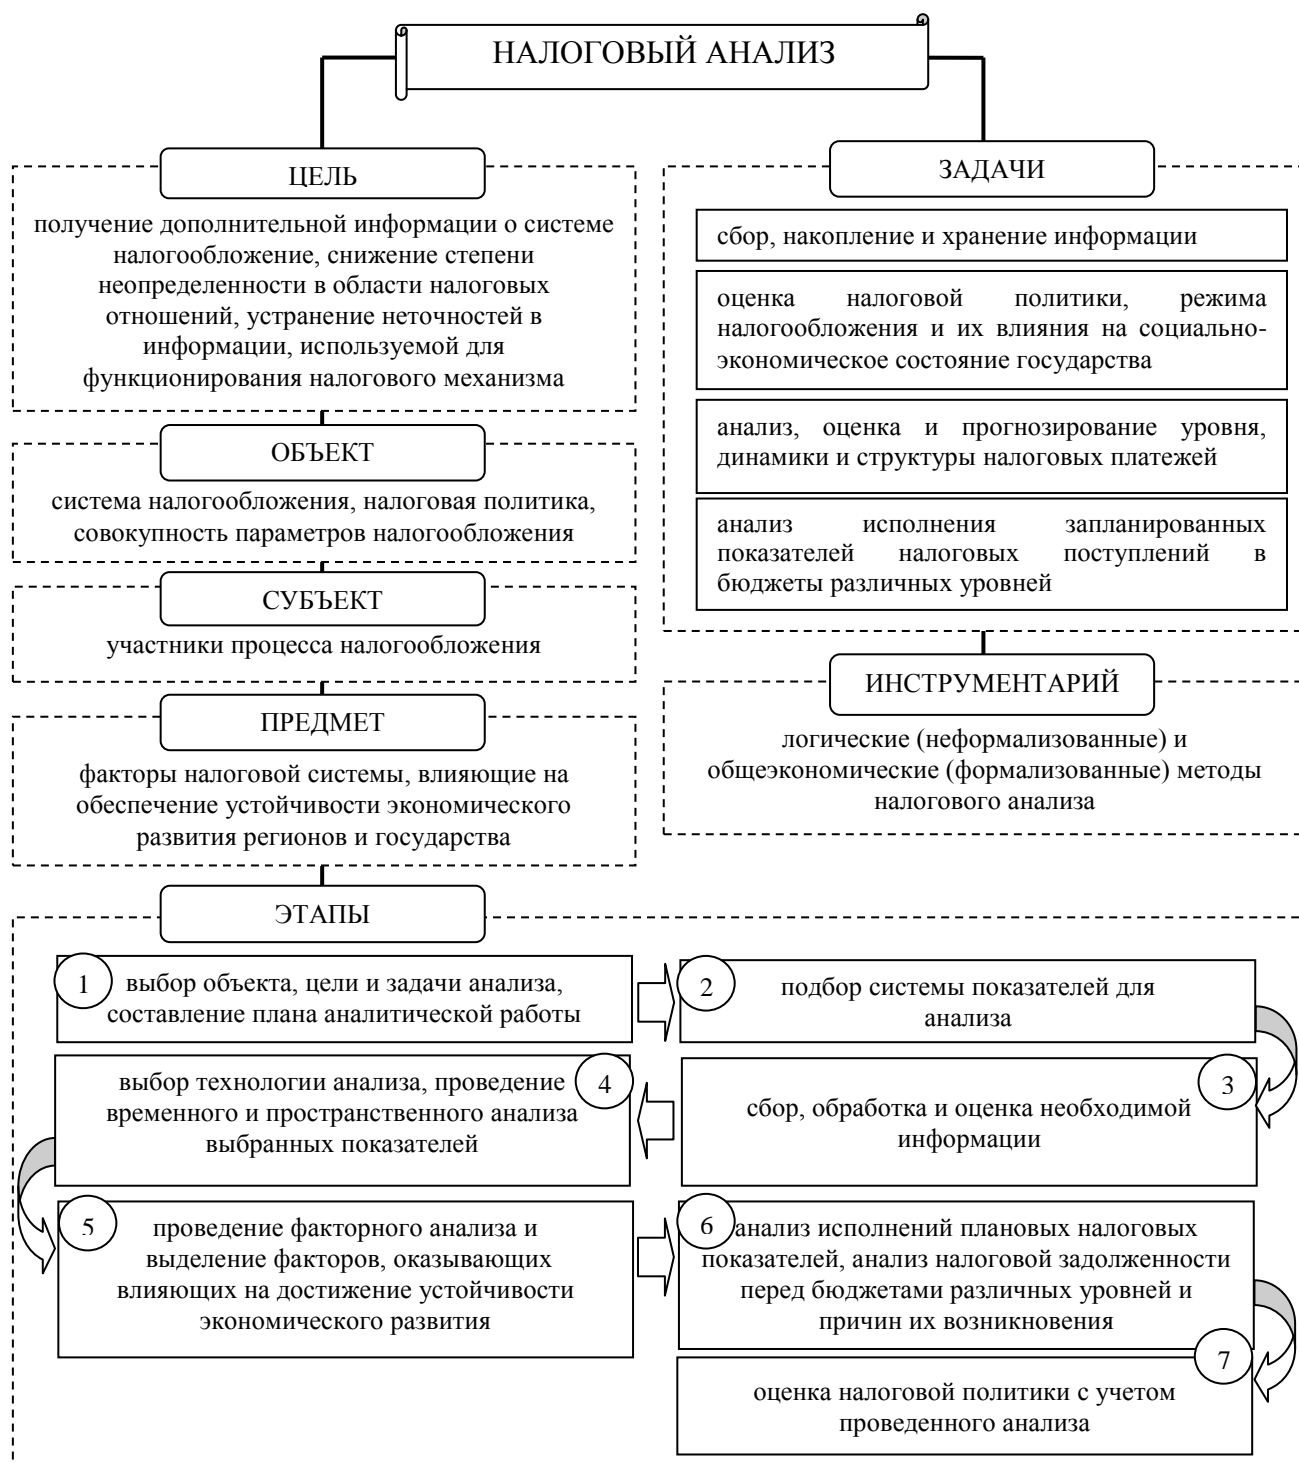 НАЛОГОВЫЙ АНАЛИЗ
ЦЕЛЬ
получение дополнительной информации о системе
налогообложение, снижение степени
неопределенности в области налоговых
отношений, устранение неточностей в
информации, используемой для
функционирования налогового механизма
ОБЪЕКТ
система налогообложения, налоговая политика,
совокупность параметров налогообложения
СУБЪЕКТ
участники процесса налогообложения
ПРЕДМЕТ
факторы налоговой системы, влияющие на
обеспечение устойчивости экономического
развития регионов и государства
ЗАДАЧИ
сбор, накопление и хранение информации
оценка налоговой политики, режима
налогообложения и их влияния на социально-
экономическое состояние государства
анализ, оценка и прогнозирование уровня,
динамики и структуры налоговых платежей
анализ исполнения запланированных
показателей налоговых поступлений в
бюджеты различных уровней
ИНСТРУМЕНТАРИЙ
логические (неформализованные) и
общеэкономические (формализованные) методы
налогового анализа
ЭТАПЫ
1
выбор объекта, цели и задачи анализа,
составление плана аналитической работы
2
подбор системы показателей для
анализа
3
сбор, обработка и оценка необходимой
информации
4
выбор технологии анализа, проведение
временного и пространственного анализа
выбранных показателей
5
проведение факторного анализа и
выделение факторов, оказывающих
влияющих на достижение устойчивости
экономического развития
6
анализ исполнений плановых налоговых
показателей, анализ налоговой задолженности
перед бюджетами различных уровней и
причин их возникновения
7
оценка налоговой политики с учетом
проведенного анализа